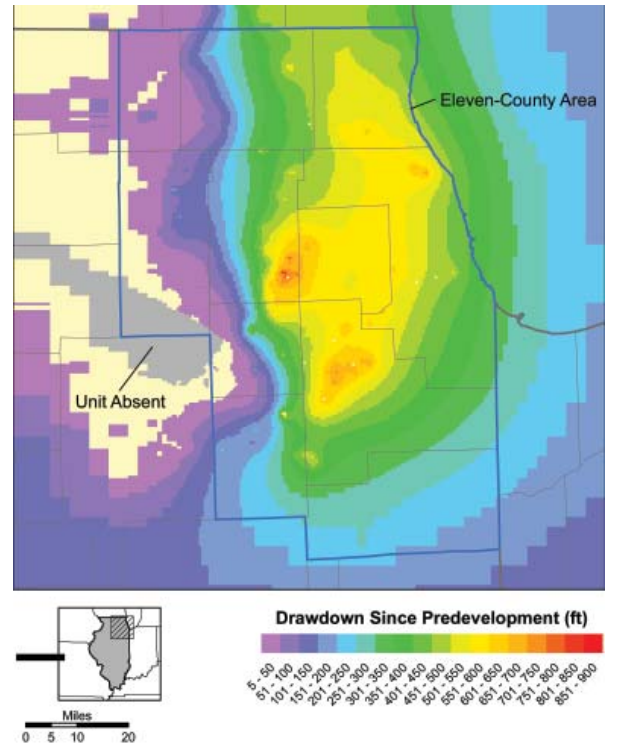 Eleven-County Area
Unit Absent
Drawdown Since Predevelopment (ft)
5 - 50
51 - 100
101 - 150
151 - 200
201 - 250
251 - 300
301 - 350
351 - 400
401 - 450
451 - 500
501 - 550
551 - 600
601 - 650
651 - 700
701 - 750
751 - 800
801 - 850
851 - 900
Miles
0 5 10 20